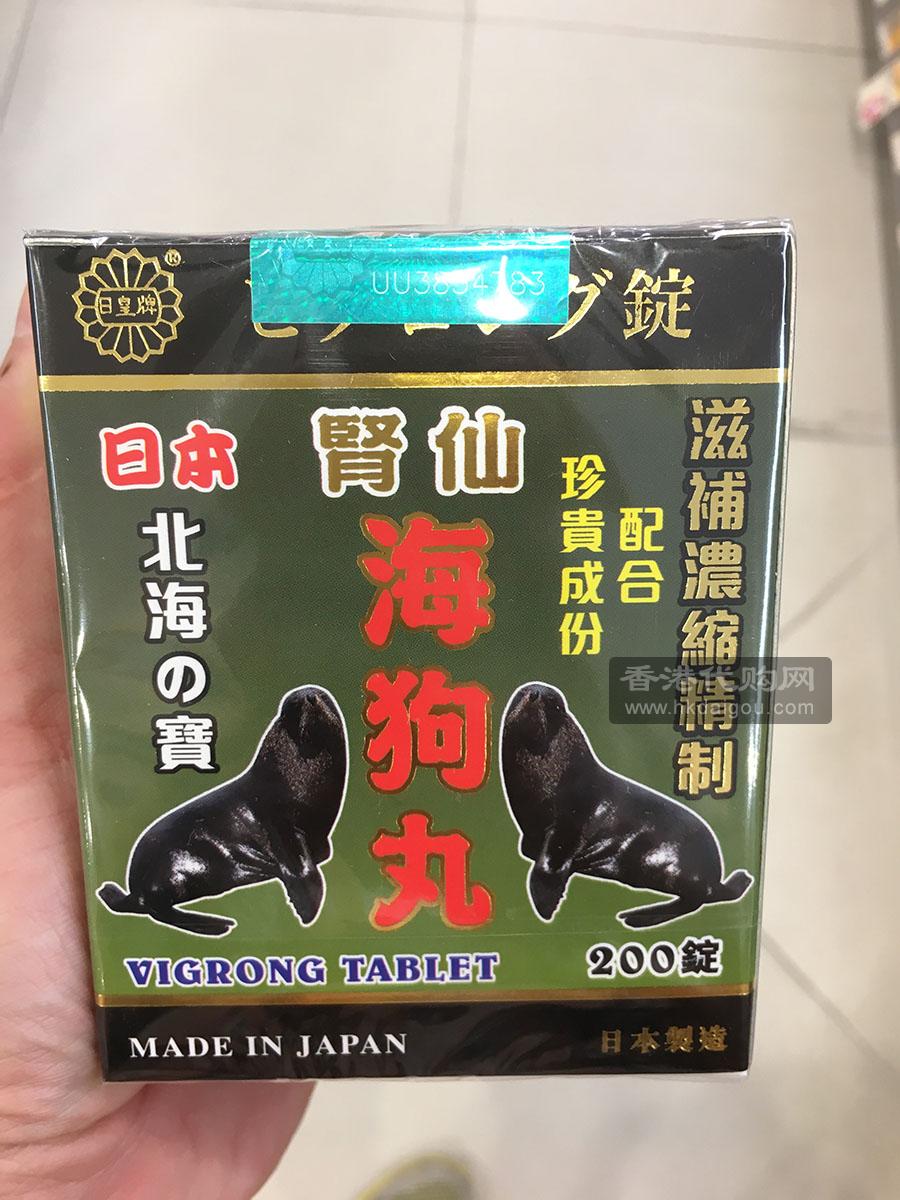 日皇牌
®
UU3834783
グ錠
日本
腎仙
滋補濃縮精制
配合
珍貴成份
北海の寶
海狗丸
香港代购网
www.hkdaigou.com
VIGRONG TABLET
200錠
MADE IN JAPAN
日本製造